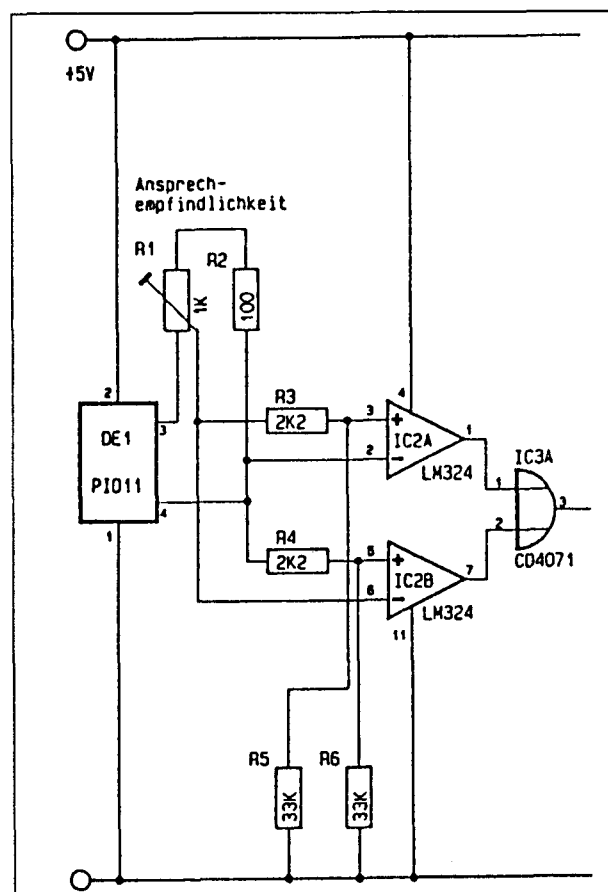 +5V
Ansprech-
empfindlichkeit
R1
R2
1K
100
2
3
DE1
PID11
4
1
R3
2K2
3
+
4
IC2A
1
2
−
LM324
IC3A
1
3
2
CD4071
R4
2K2
5
+
IC2B
7
6
−
LM324
11
R5
R6
33K
33K